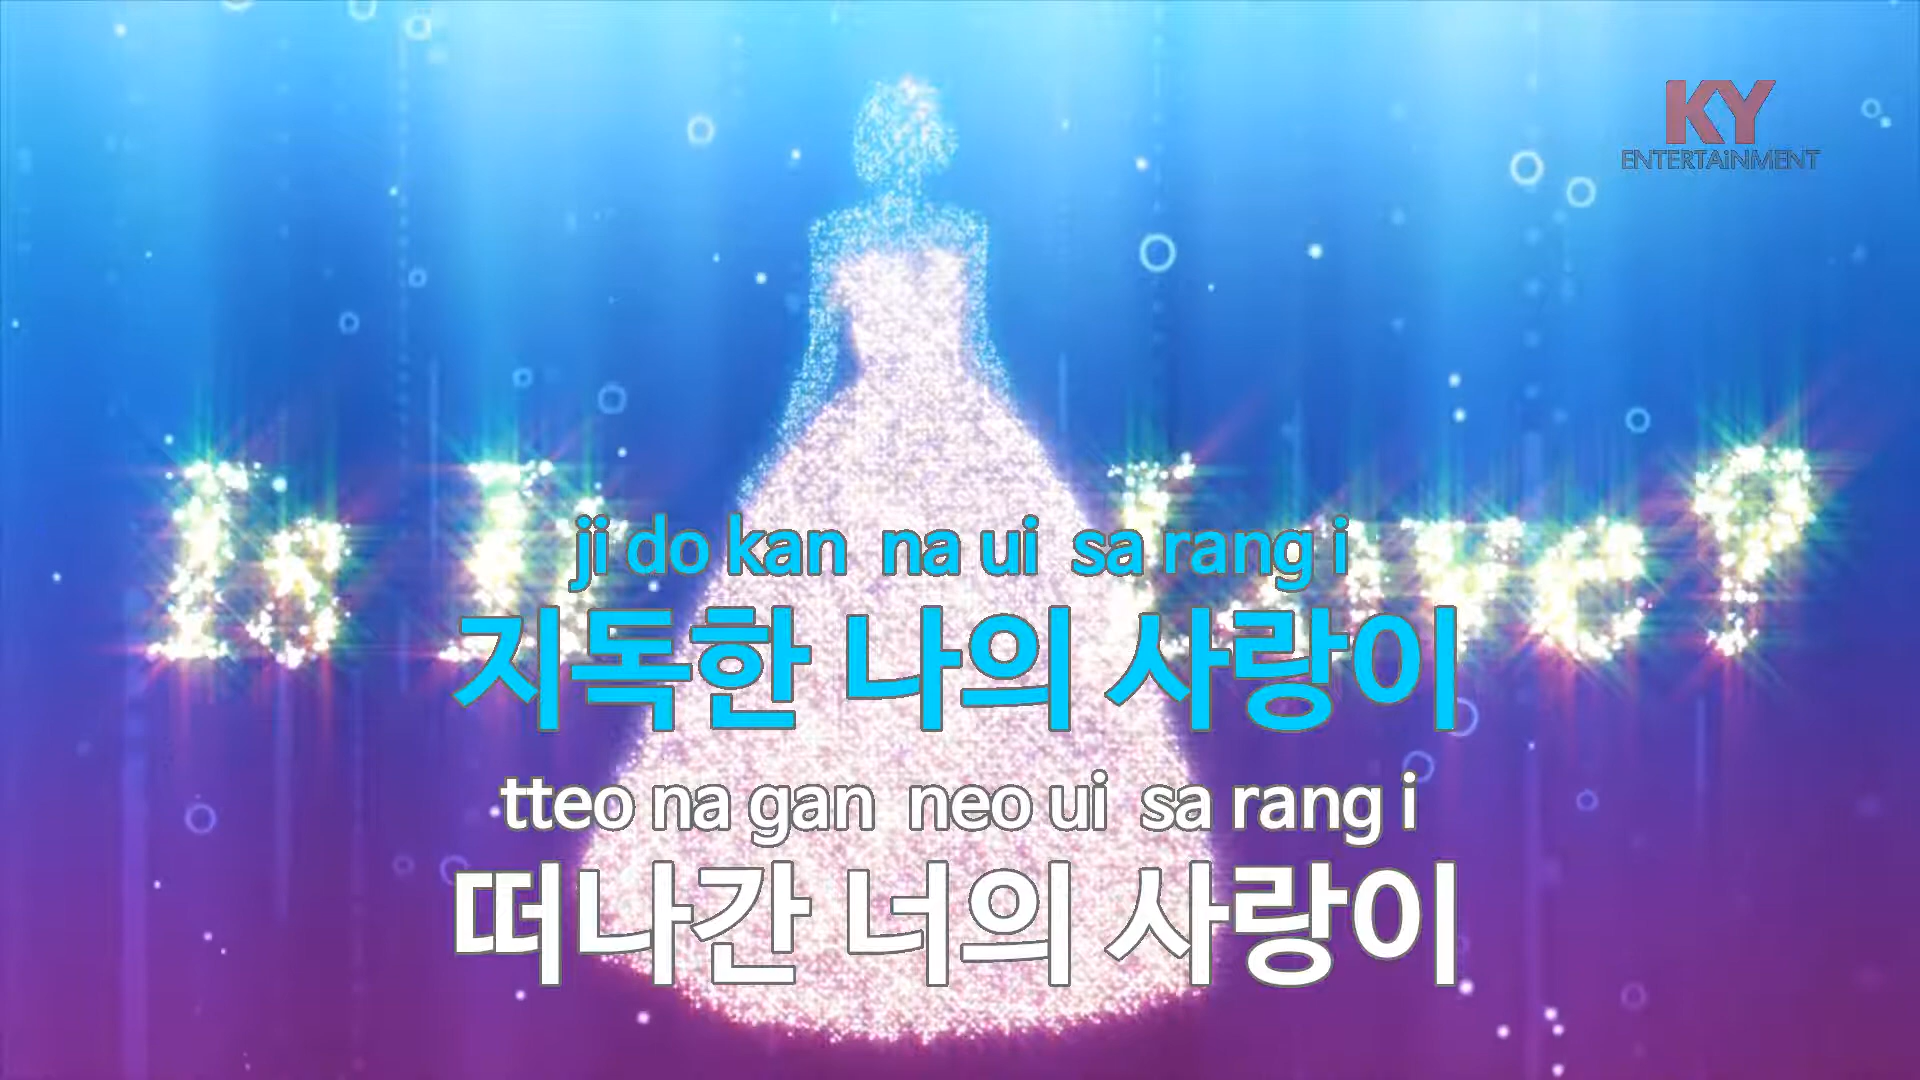 KY
ENTERTAiNMENT
ji do kan na ui sa rang i
지독한 나의 사랑이
tteo na gan neo ui sa rang i
떠나간 너의 사랑이